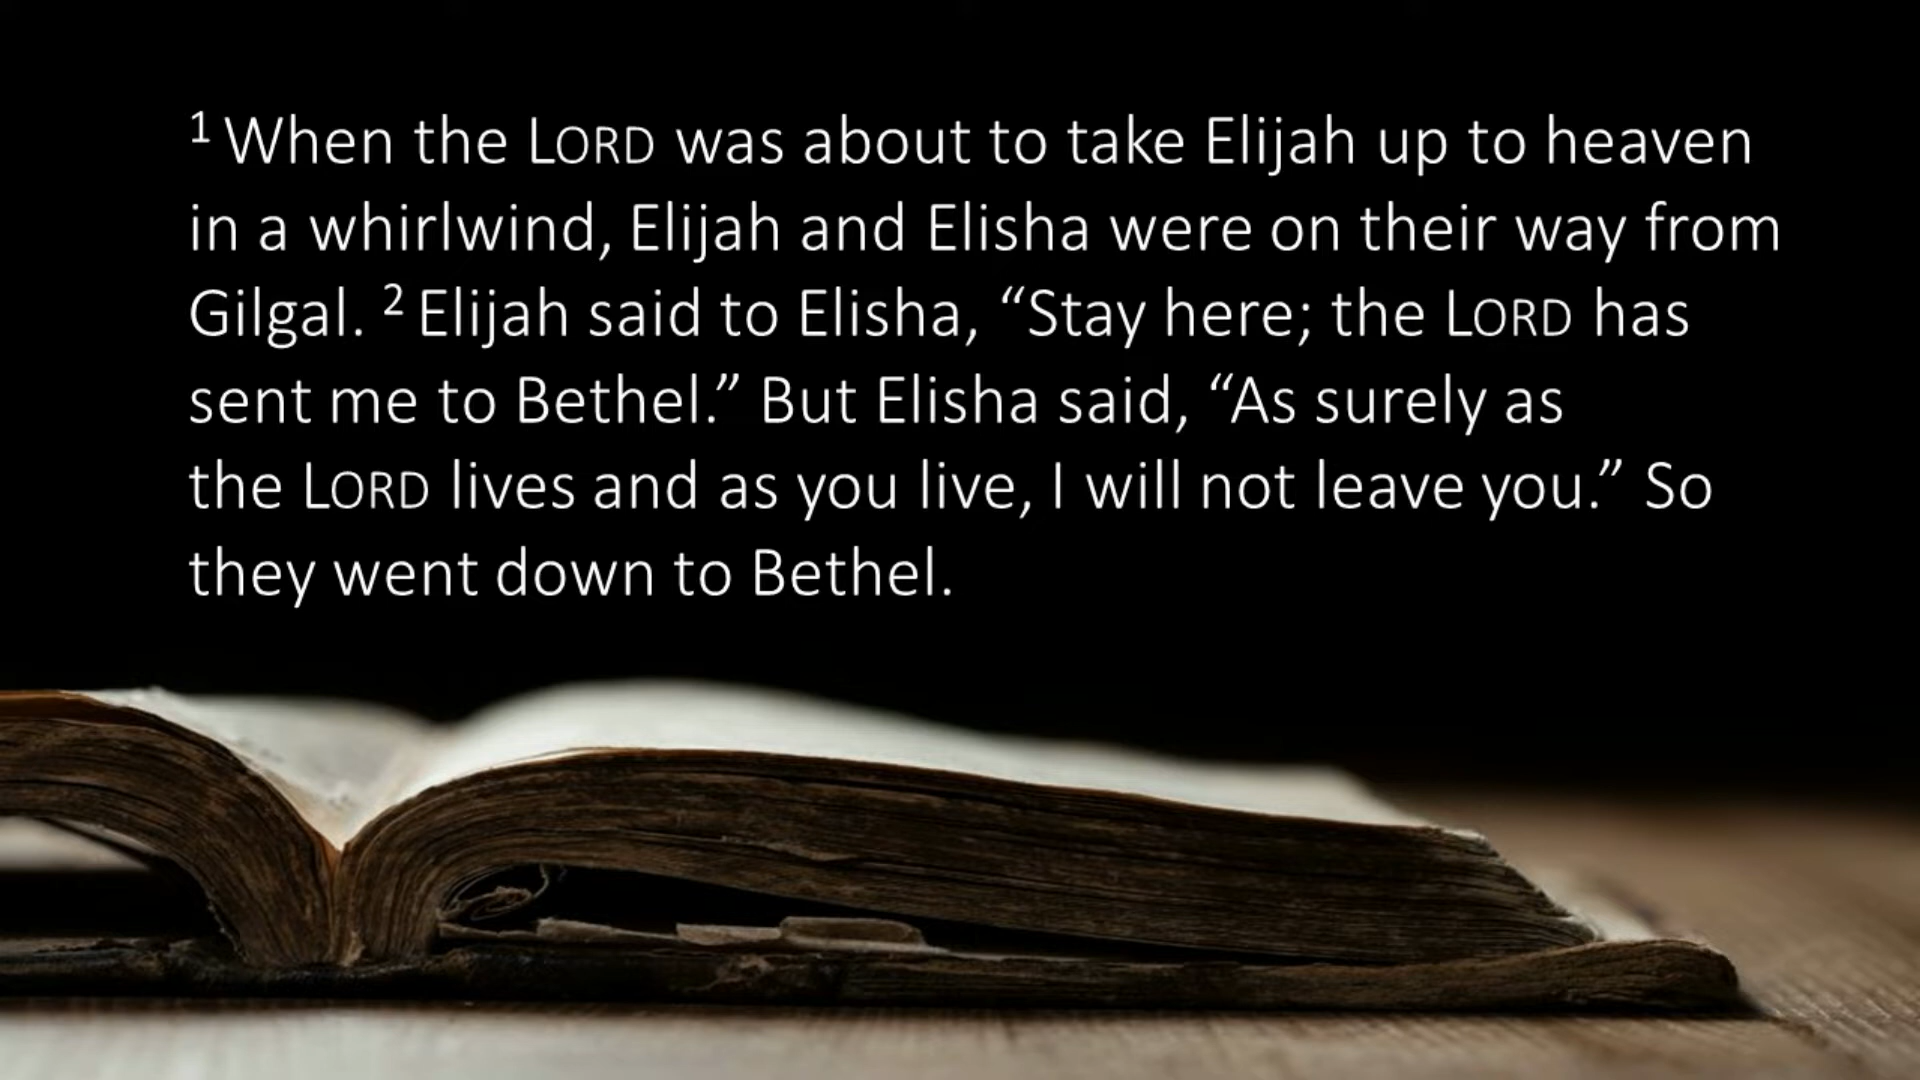 ¹ When the LORD was about to take Elijah up to heaven
in a whirlwind, Elijah and Elisha were on their way from
Gilgal. ² Elijah said to Elisha, “Stay here; the LORD has
sent me to Bethel.” But Elisha said, “As surely as
the LORD lives and as you live, I will not leave you.” So
they went down to Bethel.